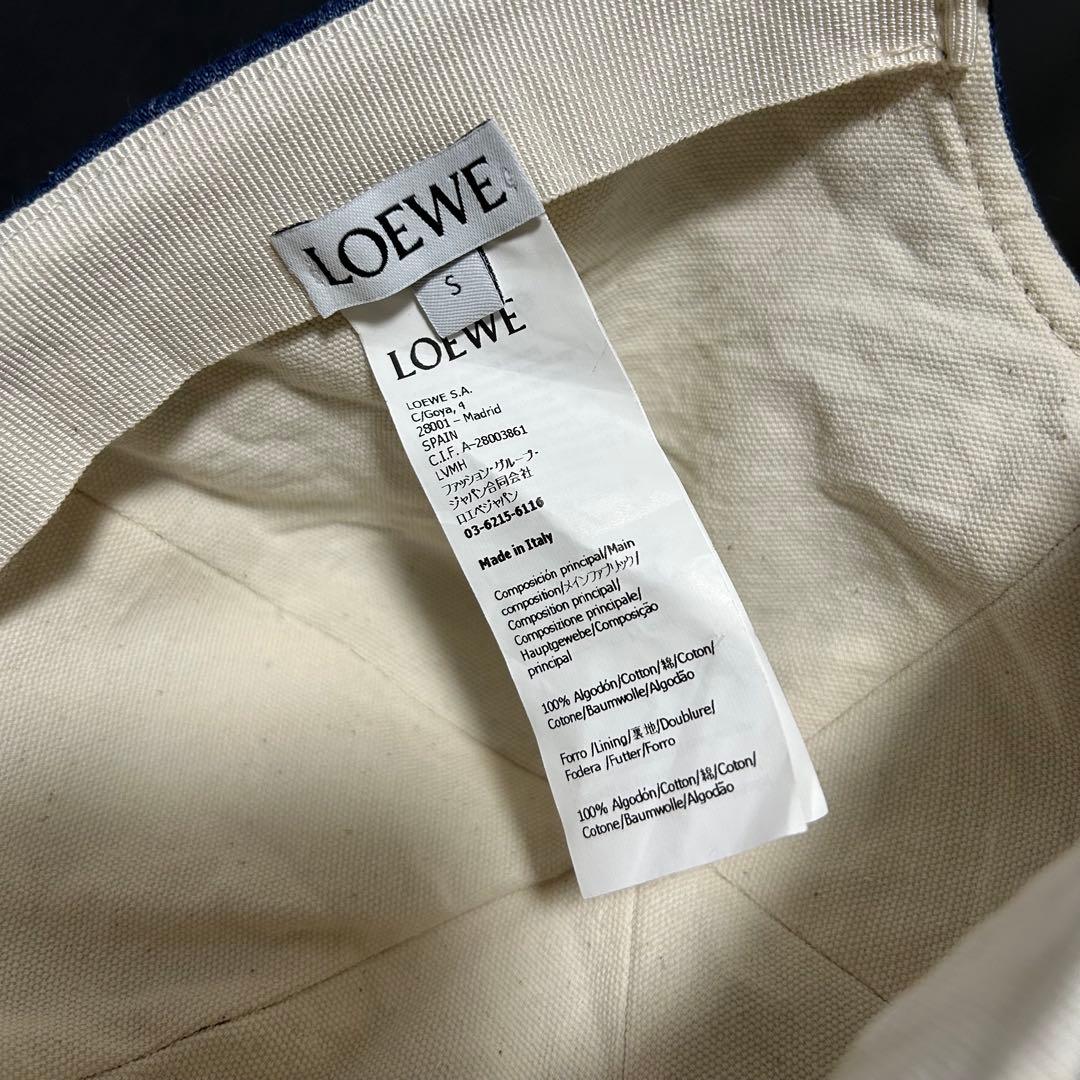 LOEWE
S
LOEWE
LOEWE S.A.
C/Goya, 4
28001 – Madrid
SPAIN
C.I.F. A-28003861
LVMH
ファッション・グループ・
ジャパン合同会社
ロエベジャパン
03-6215-6116
Made in Italy
Composición principal/Main
composition/メインファブリック/
Composition principal/
Composizione principale/
Hauptgewebe/Composição
principal
100% Algodón/Cotton/綿/Coton/
Cotone/Baumwolle/Algodão
Forro /Lining/裏地/Doublure/
Fodera /Futter/Forro
100% Algodón/Cotton/綿/Coton/
Cotone/Baumwolle/Algodão